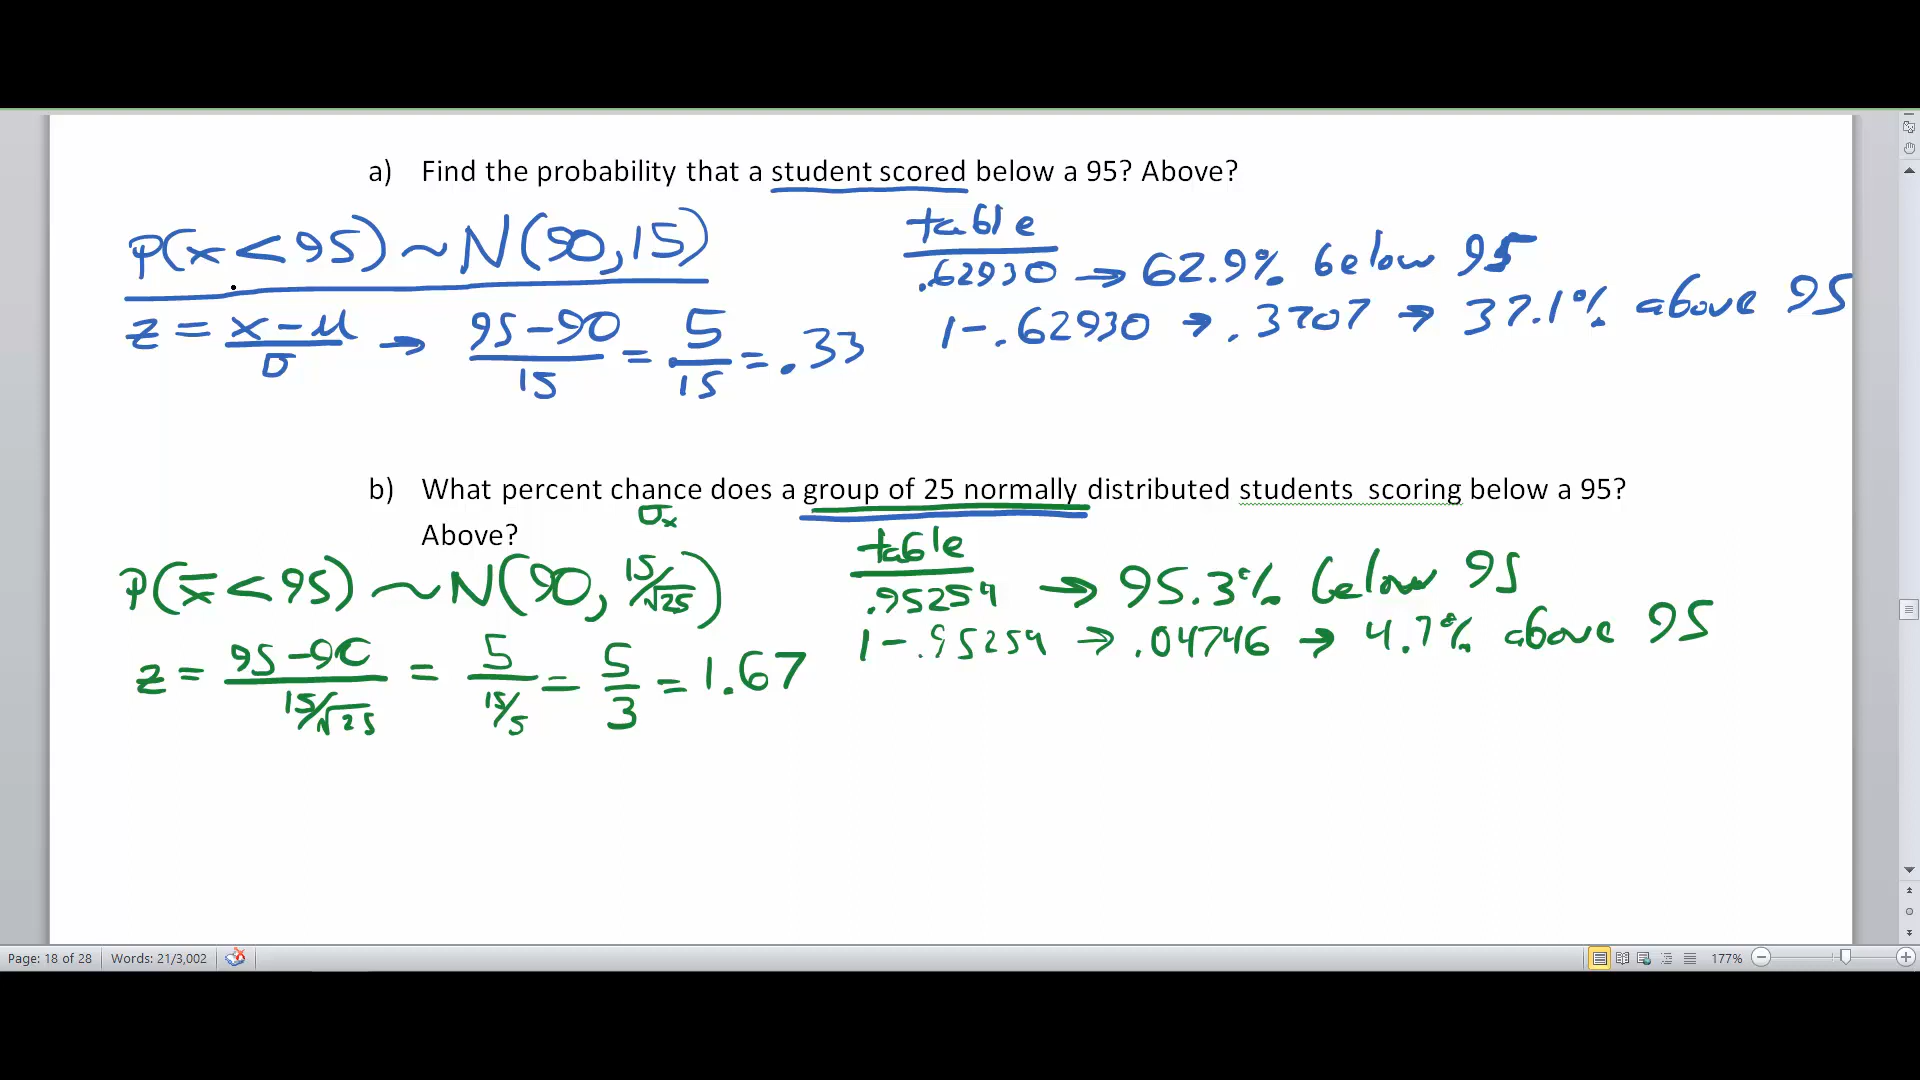 a) Find the probability that a student scored below a 95? Above?
P(x < 95) ~ N(90, 15)
z = x - μ / σ → 95 - 90 / 15 = 5 / 15 = .33
table
.62930 → 62.9% below 95
1 - .62930 → .3707 → 37.1% above 95
b) What percent chance does a group of 25 normally distributed students scoring below a 95?
Above?
σx
P(x̄ < 95) ~ N(90, 15/√25)
z = 95 - 90 / 15/√25 = 5 / 15/5 = 5 / 3 = 1.67
table
.95254 → 95.3% below 95
1 - .95254 → .04746 → 4.7% above 95
Page: 18 of 28 Words: 21/3,002 177%